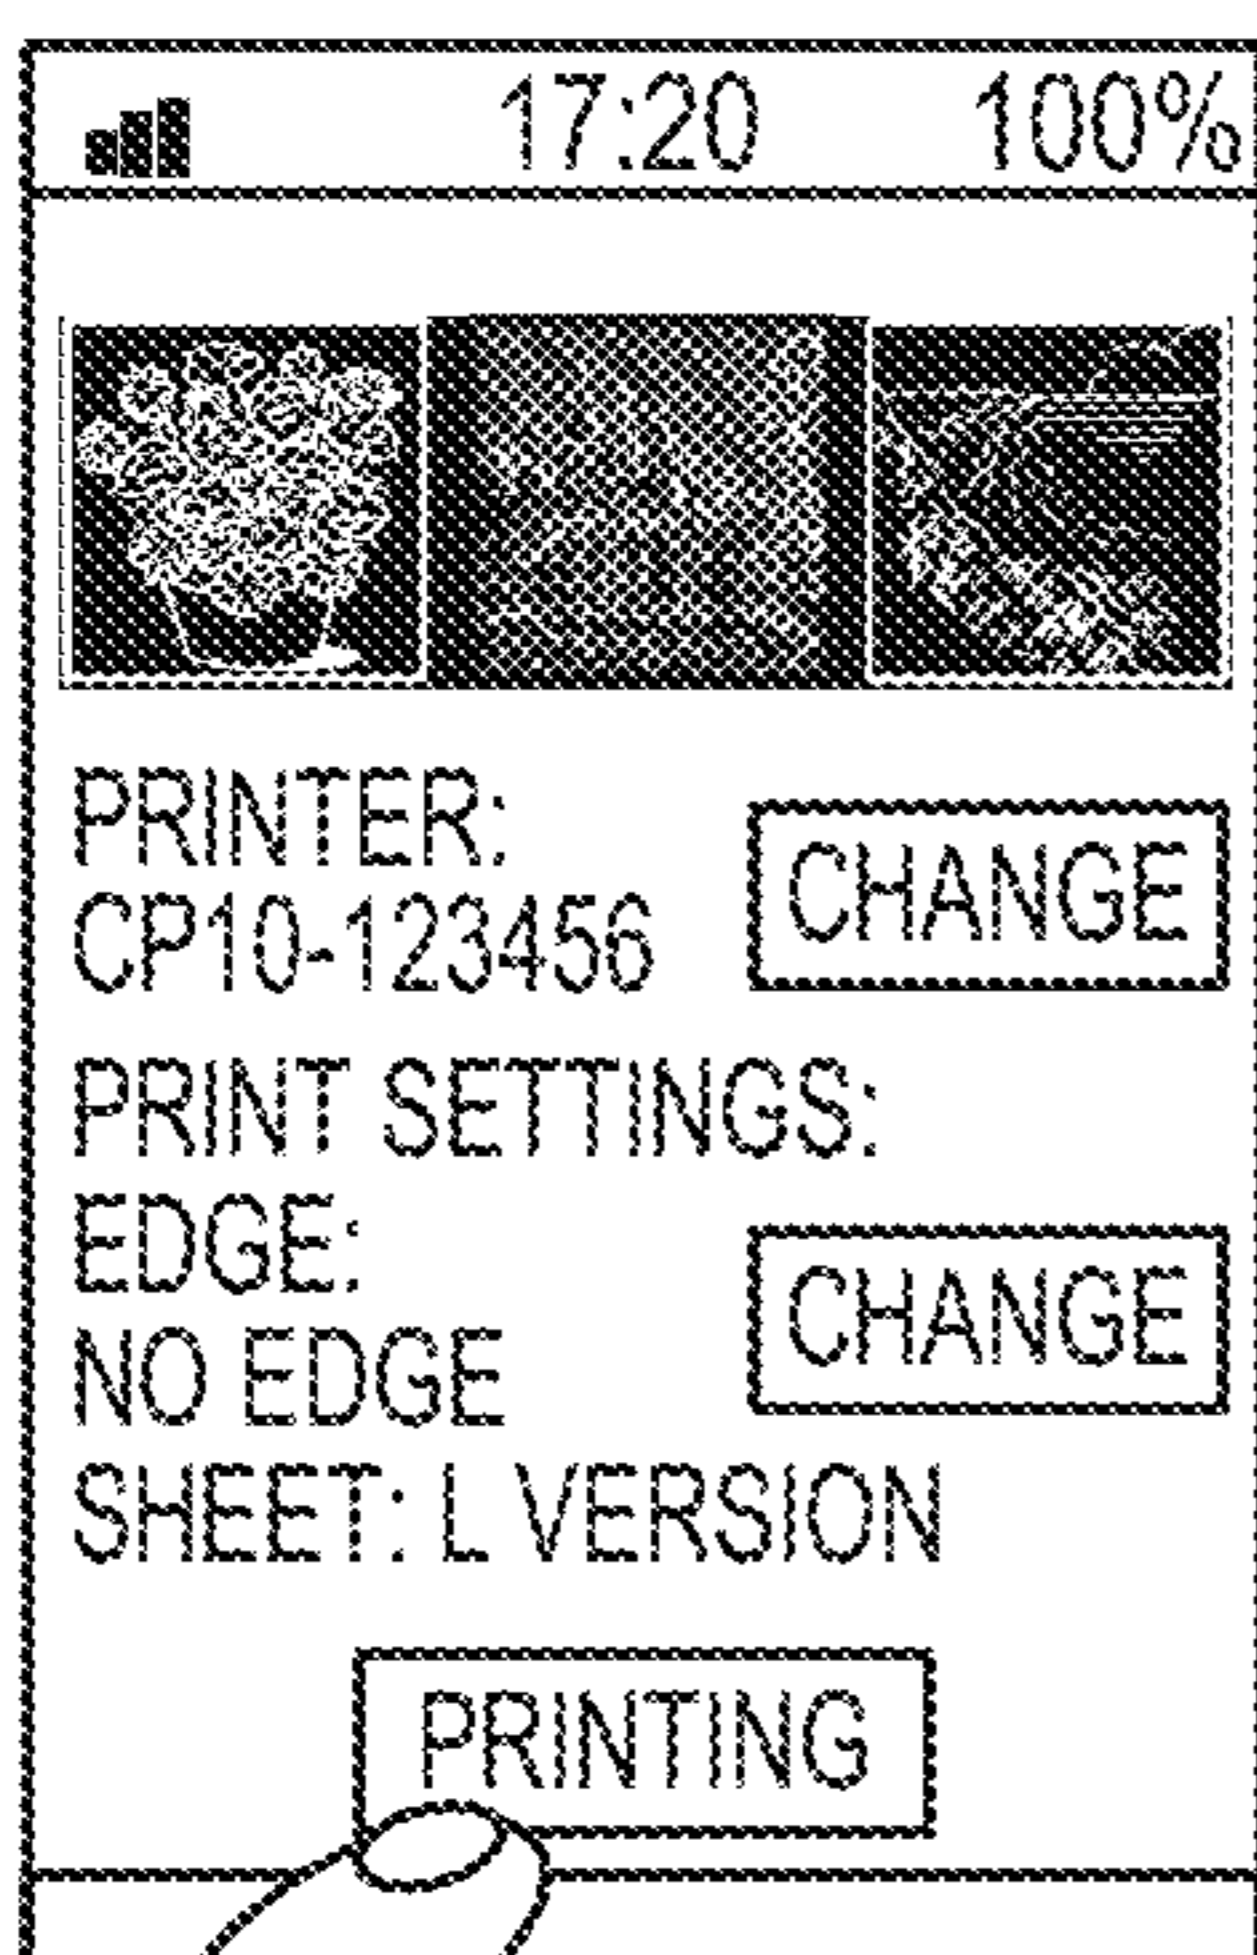 17:20 100%
PRINTER:
CP10-123456
CHANGE
PRINT SETTINGS:
EDGE:
NO EDGE
CHANGE
SHEET: L VERSION
PRINTING